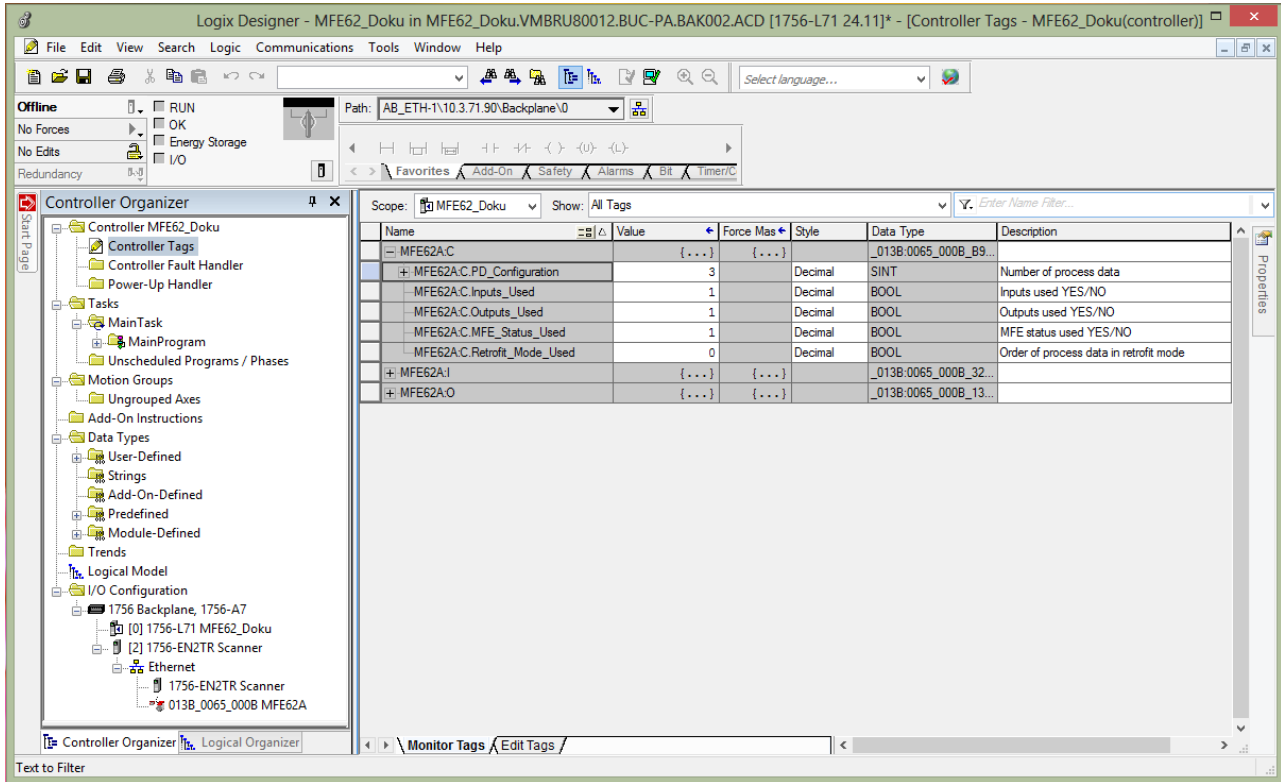 Logix Designer - MFE62_Doku in MFE62_Doku.VMBRU80012.BUC-PA.BAK002.ACD [1756-L71 24.11]* - [Controller Tags - MFE62_Doku(controller)]
File Edit View Search Logic Communications Tools Window Help
Select language...
Offline
RUN
No Forces
OK
No Edits
Energy Storage
I/O
Redundancy
Path: AB_ETH-1\10.3.71.90\Backplane\0
Favorites Add-On Safety Alarms Bit Timer/C
Start Page
Controller Organizer
Controller MFE62_Doku
Controller Tags
Controller Fault Handler
Power-Up Handler
Tasks
MainTask
MainProgram
Unscheduled Programs / Phases
Motion Groups
Ungrouped Axes
Add-On Instructions
Data Types
User-Defined
Strings
Add-On-Defined
Predefined
Module-Defined
Trends
Logical Model
I/O Configuration
1756 Backplane, 1756-A7
[0] 1756-L71 MFE62_Doku
[2] 1756-EN2TR Scanner
Ethernet
1756-EN2TR Scanner
013B_0065_000B MFE62A
Controller Organizer Logical Organizer
Scope: MFE62_Doku Show: All Tags Enter Name Filter...
Name Value Force Mas Style Data Type Description
MFE62A:C {...} {...} _013B:0065_000B_B9...
MFE62A:C.PD_Configuration 3 Decimal SINT Number of process data
MFE62A:C.Inputs_Used 1 Decimal BOOL Inputs used YES/NO
MFE62A:C.Outputs_Used 1 Decimal BOOL Outputs used YES/NO
MFE62A:C.MFE_Status_Used 1 Decimal BOOL MFE status used YES/NO
MFE62A:C.Retrofit_Mode_Used 0 Decimal BOOL Order of process data in retrofit mode
MFE62A:I {...} {...} _013B:0065_000B_32...
MFE62A:O {...} {...} _013B:0065_000B_13...
Properties
Monitor Tags Edit Tags
Text to Filter